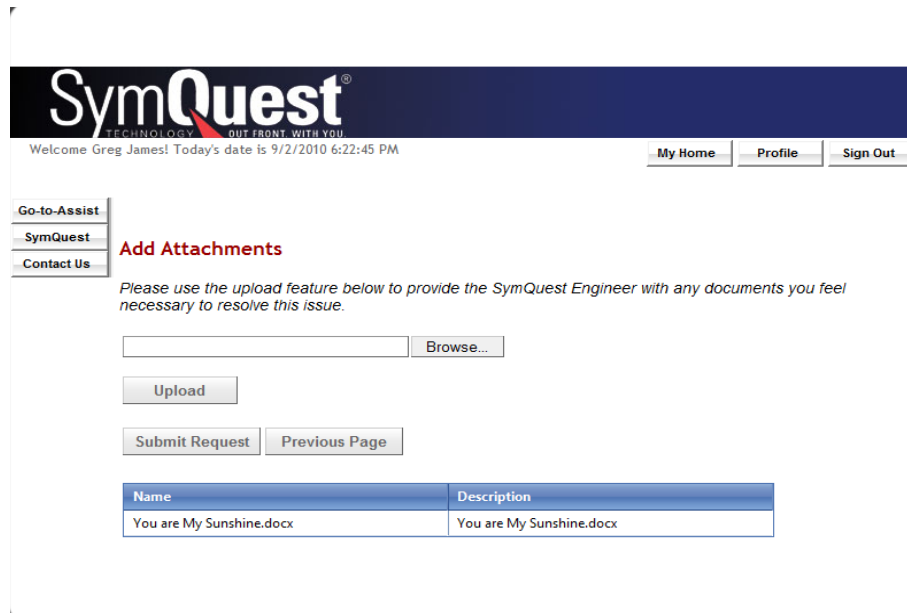 SymQuest®
TECHNOLOGY OUT FRONT. WITH YOU.
Welcome Greg James! Today's date is 9/2/2010 6:22:45 PM
My Home Profile Sign Out
Go-to-Assist
SymQuest
Contact Us
Add Attachments
Please use the upload feature below to provide the SymQuest Engineer with any documents you feel
necessary to resolve this issue.
Browse...
Upload
Submit Request Previous Page
Name Description
You are My Sunshine.docx You are My Sunshine.docx